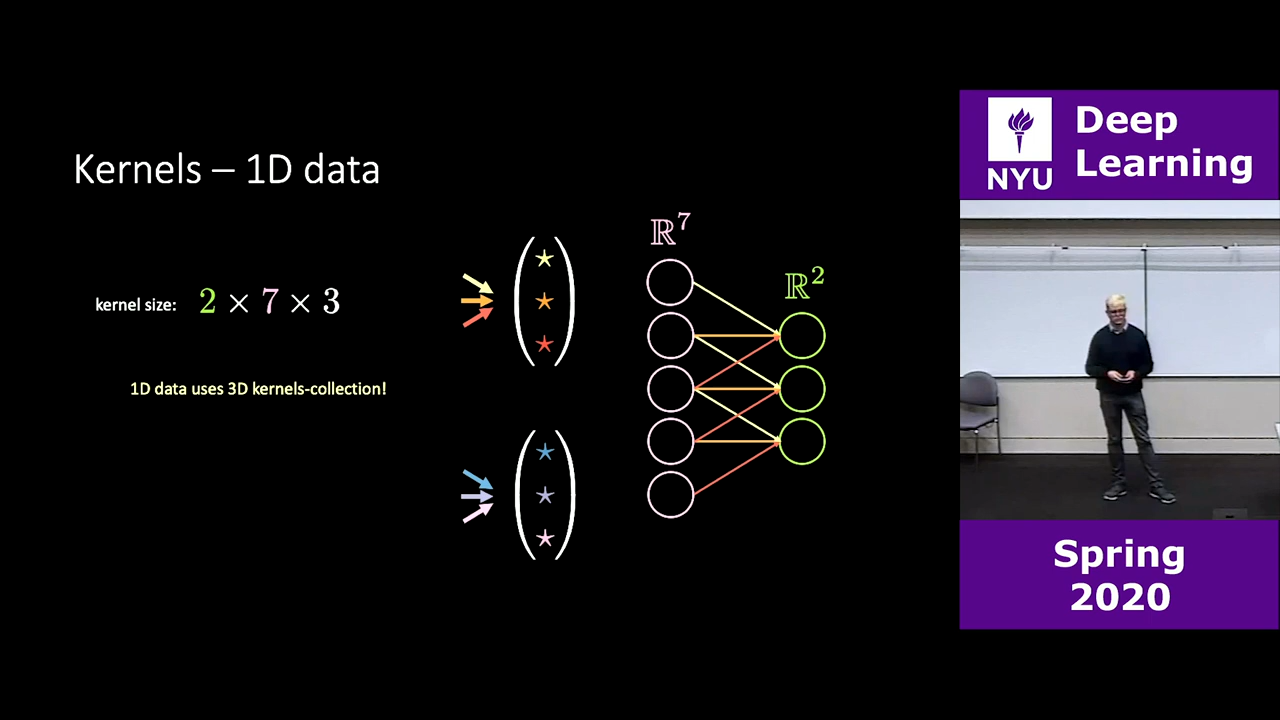 Kernels – 1D data
kernel size: 2 × 7 × 3
1D data uses 3D kernels-collection!
ℝ⁷
ℝ²
NYU
Deep
Learning
Spring
2020